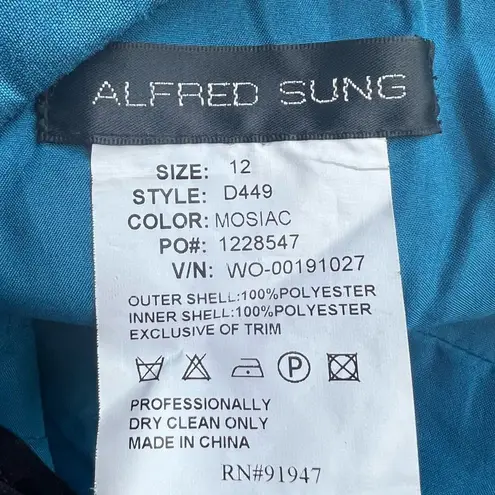 ALFRED SUNG
SIZE: 12
STYLE: D449
COLOR: MOSIAC
PO#: 1228547
V/N: WO-00191027
OUTER SHELL:100%POLYESTER
INNER SHELL:100%POLYESTER
EXCLUSIVE OF TRIM
P
PROFESSIONALLY
DRY CLEAN ONLY
MADE IN CHINA
RN#91947